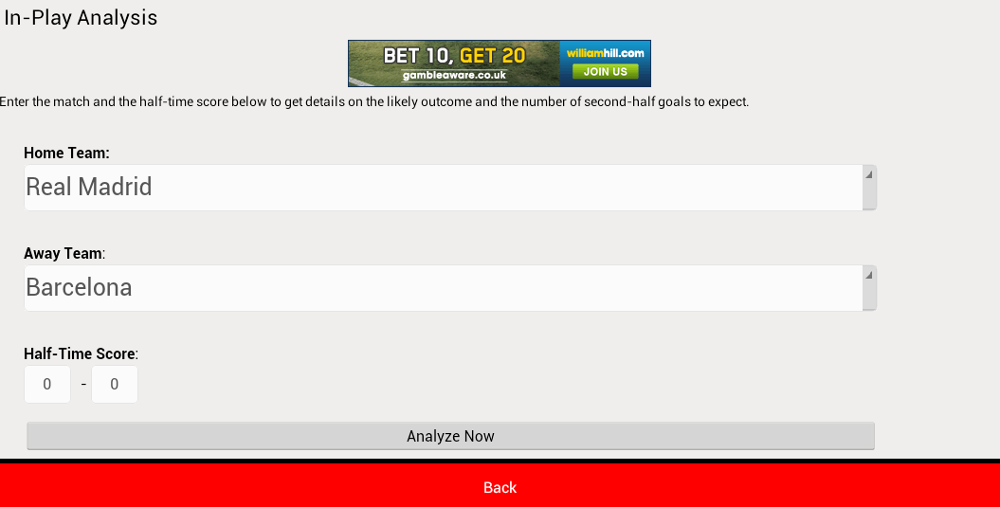 In-Play Analysis
BET 10, GET 20
gambleaware.co.uk
williamhill.com
JOIN US
Enter the match and the half-time score below to get details on the likely outcome and the number of second-half goals to expect.
Home Team:
Real Madrid
Away Team:
Barcelona
Half-Time Score:
0 - 0
Analyze Now
Back